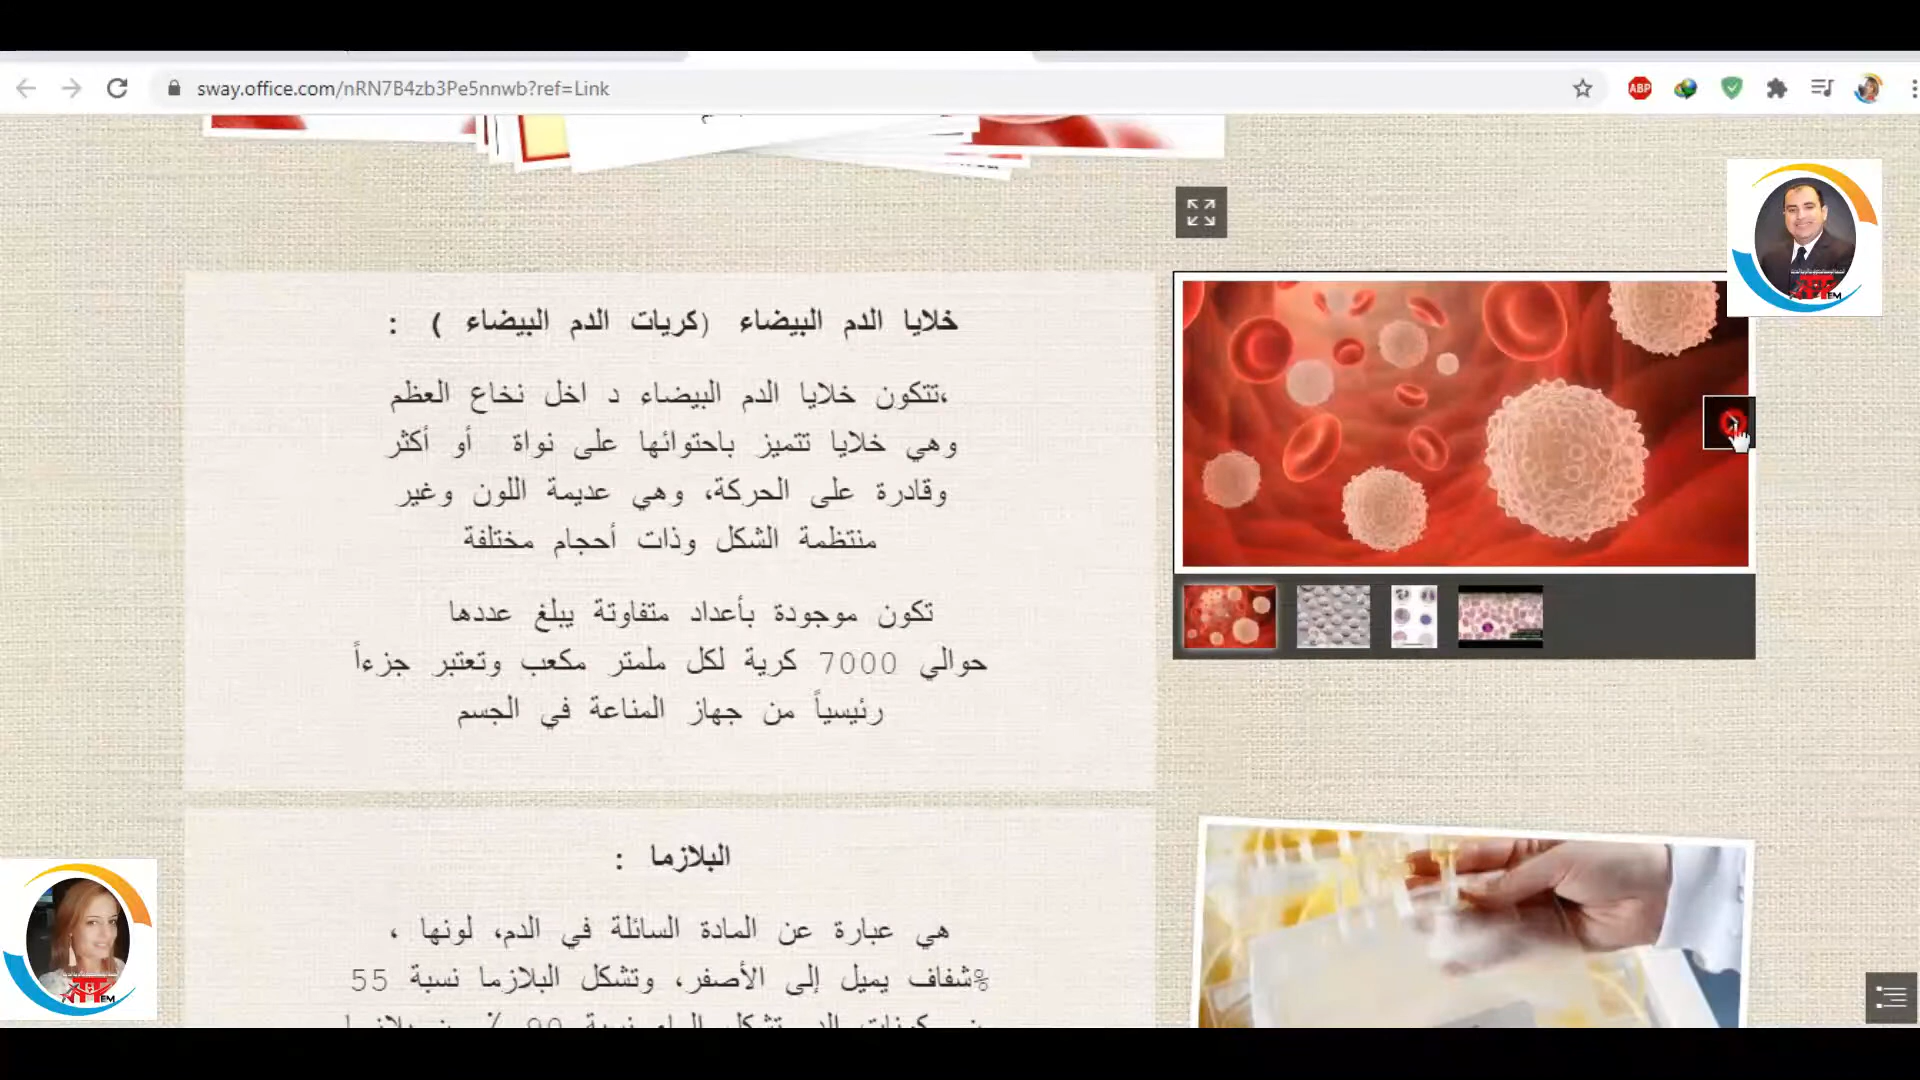 sway.office.com/nRN7B4zb3Pe5nnwb?ref=Link
ABP
خلايا الدم البيضاء (كريات الدم البيضاء ) :
،تتكون خلايا الدم البيضاء د اخل نخاع العظم
وهي خلايا تتميز باحتوائها على نواة أو أكثر
وقادرة على الحركة، وهي عديمة اللون وغير
منتظمة الشكل وذات أحجام مختلفة
تكون موجودة بأعداد متفاوتة يبلغ عددها
حوالي 7000 كرية لكل ملمتر مكعب وتعتبر جزءاً
رئيسياً من جهاز المناعة في الجسم
البلازما :
هي عبارة عن المادة السائلة في الدم، لونها ،
%شفاف يميل إلى الأصفر، وتشكل البلازما نسبة 55